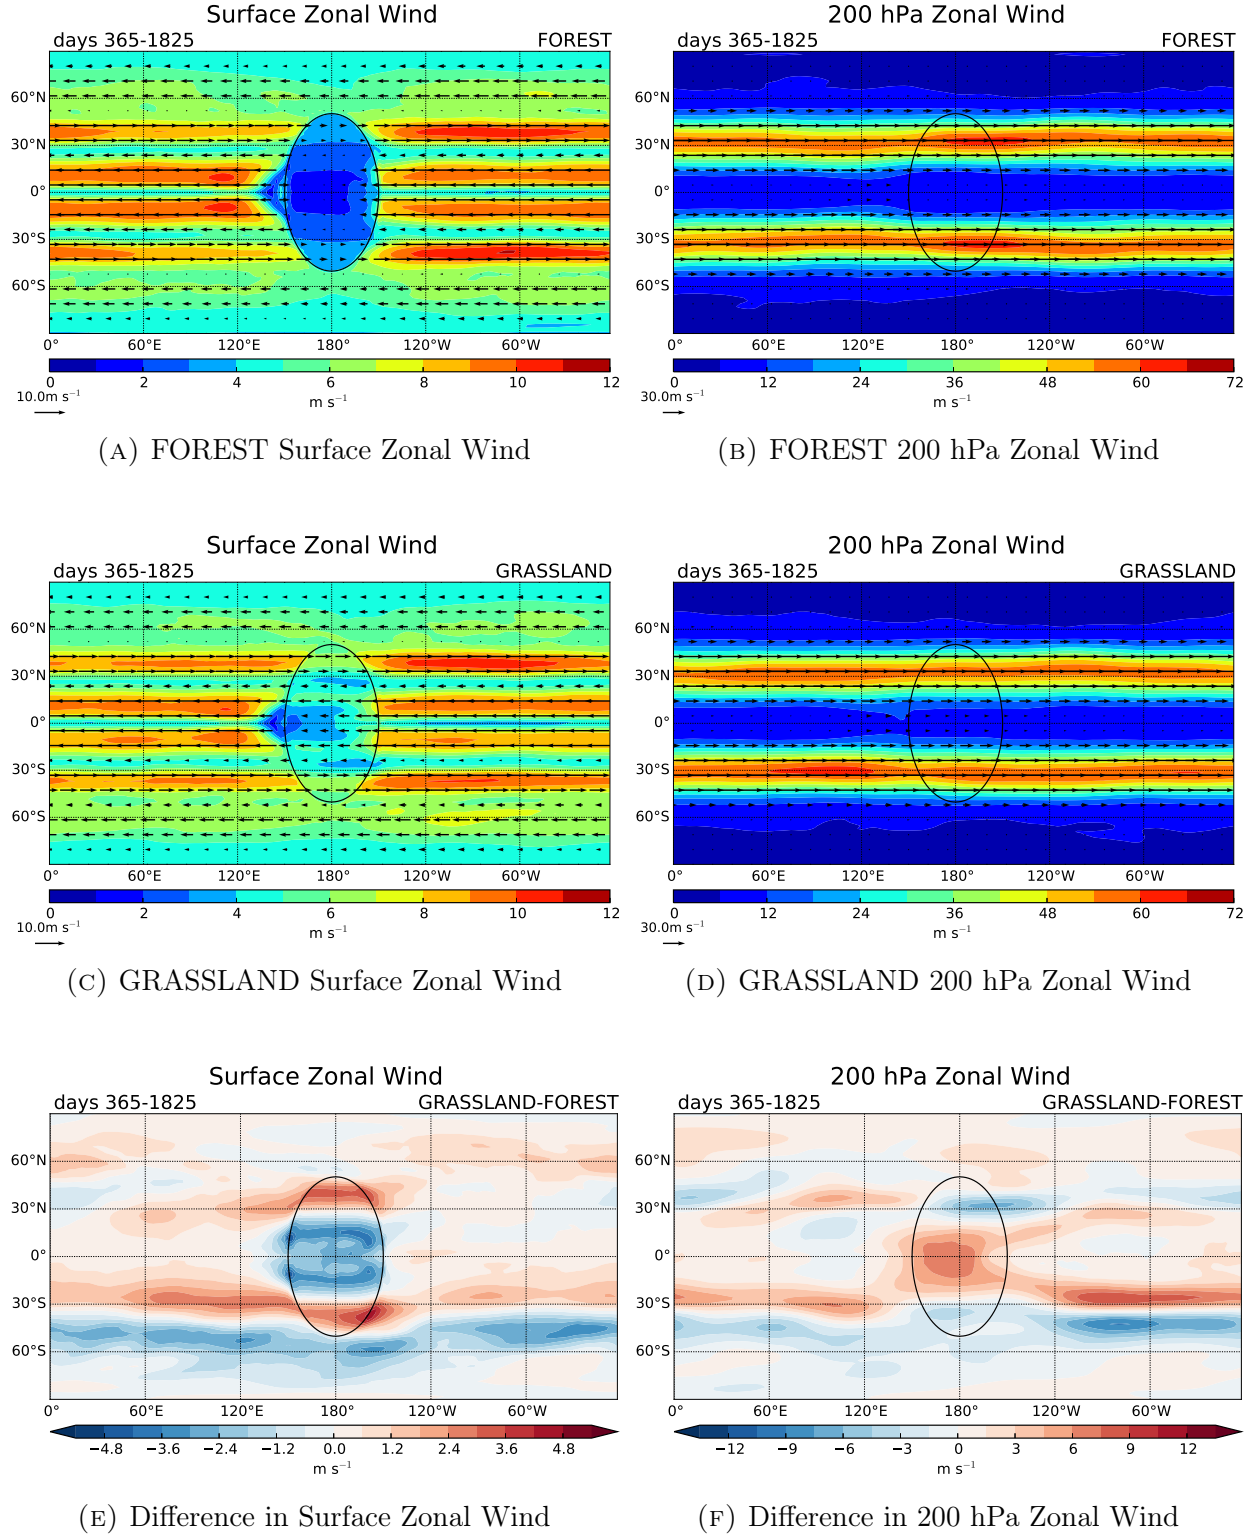 Surface Zonal Wind
days 365-1825 FOREST
60°N
30°N
0°
30°S
60°S
0° 60°E 120°E 180° 120°W 60°W
0 2 4 6 8 10 12
10.0m s⁻¹
m s⁻¹
(A) FOREST Surface Zonal Wind
200 hPa Zonal Wind
days 365-1825 FOREST
60°N
30°N
0°
30°S
60°S
0° 60°E 120°E 180° 120°W 60°W
0 12 24 36 48 60 72
30.0m s⁻¹
m s⁻¹
(B) FOREST 200 hPa Zonal Wind
Surface Zonal Wind
days 365-1825 GRASSLAND
60°N
30°N
0°
30°S
60°S
0° 60°E 120°E 180° 120°W 60°W
0 2 4 6 8 10 12
10.0m s⁻¹
m s⁻¹
(C) GRASSLAND Surface Zonal Wind
200 hPa Zonal Wind
days 365-1825 GRASSLAND
60°N
30°N
0°
30°S
60°S
0° 60°E 120°E 180° 120°W 60°W
0 12 24 36 48 60 72
30.0m s⁻¹
m s⁻¹
(D) GRASSLAND 200 hPa Zonal Wind
Surface Zonal Wind
days 365-1825 GRASSLAND-FOREST
60°N
30°N
0°
30°S
60°S
0° 60°E 120°E 180° 120°W 60°W
−4.8 −3.6 −2.4 −1.2 0.0 1.2 2.4 3.6 4.8
m s⁻¹
(E) Difference in Surface Zonal Wind
200 hPa Zonal Wind
days 365-1825 GRASSLAND-FOREST
60°N
30°N
0°
30°S
60°S
0° 60°E 120°E 180° 120°W 60°W
−12 −9 −6 −3 0 3 6 9 12
m s⁻¹
(F) Difference in 200 hPa Zonal Wind